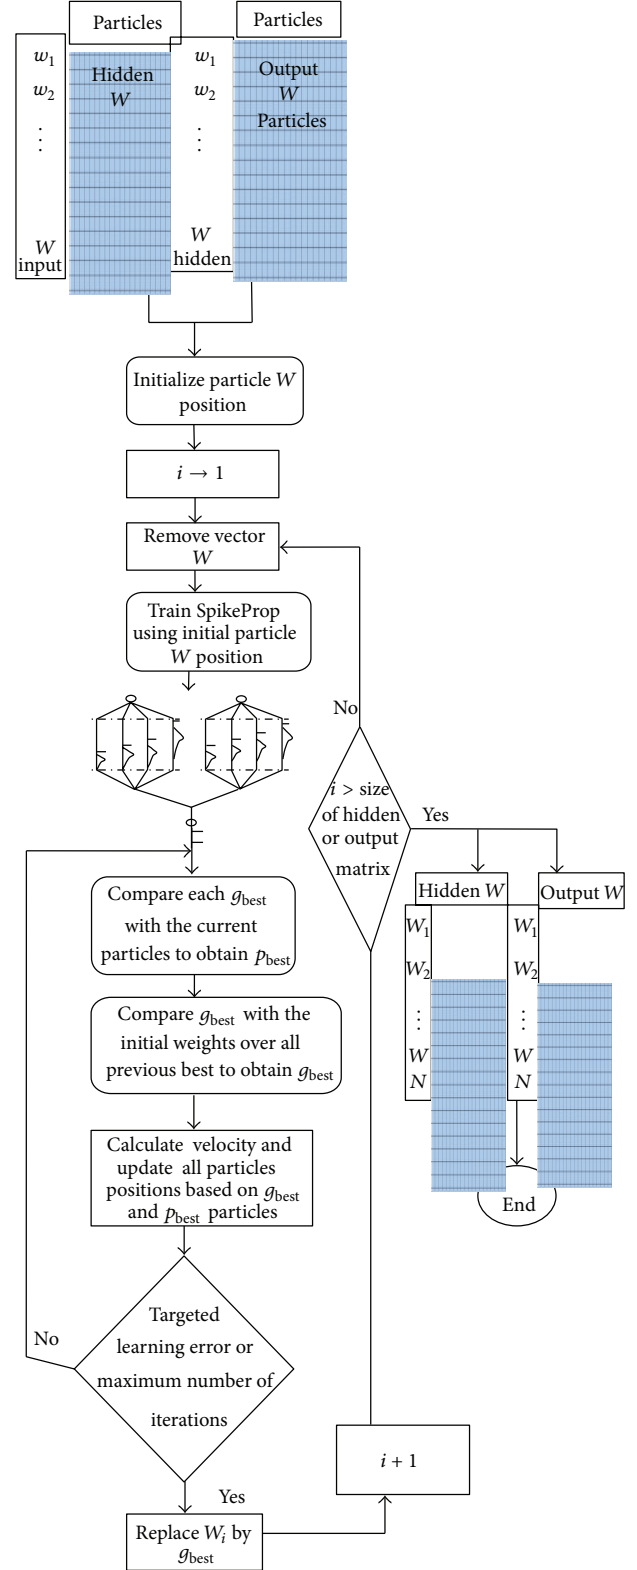 Particles
Particles
w1
w2
⋮
W
input
Hidden
W
w1
w2
⋮
W
hidden
Output
W
Particles
Initialize particle W
position
i → 1
Remove vector
W
Train SpikeProp
using initial particle
W position
Compare each gbest
with the current
particles to obtain pbest
Compare gbest with the
initial weights over all
previous best to obtain gbest
Calculate velocity and
update all particles
positions based on gbest
and pbest particles
Targeted
learning error or
maximum number of
iterations
No
Yes
Replace Wi by
gbest
i + 1
i > size
of hidden
or output
matrix
No
Yes
Hidden W
Output W
W1
W2
⋮
W
N
W1
W2
⋮
W
N
End